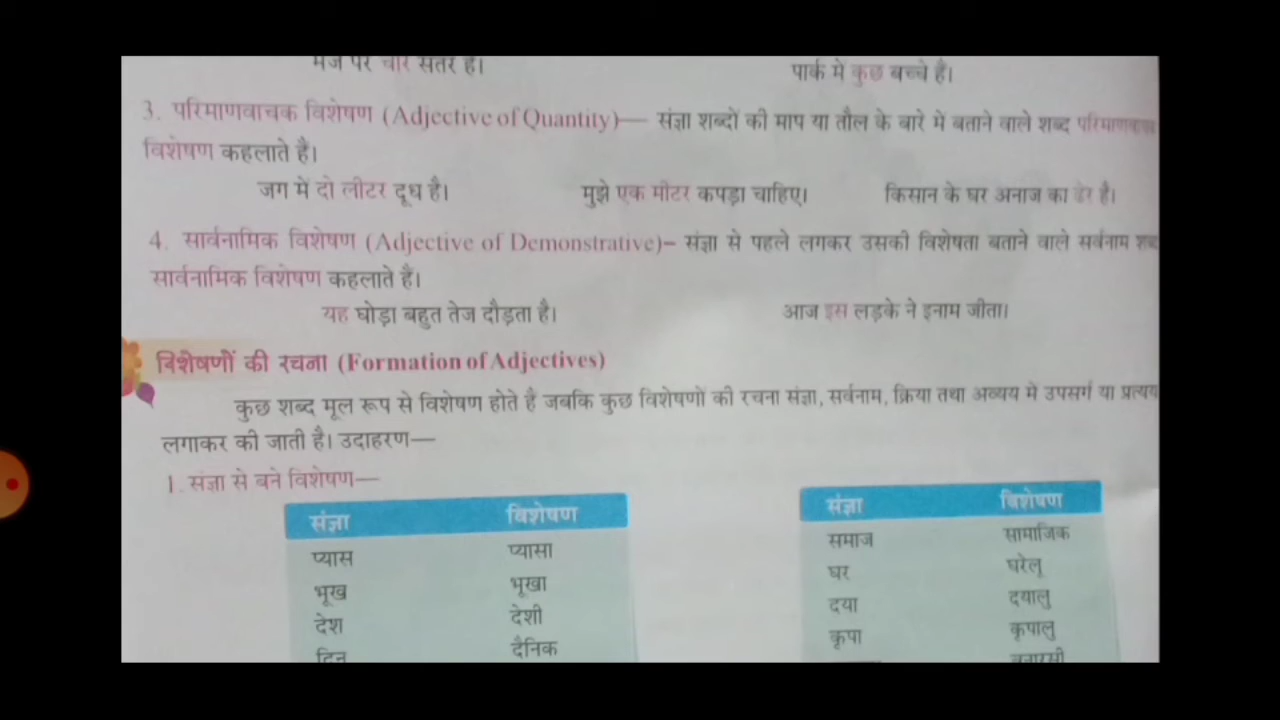 पर चार संतरे हैं।
पार्क में कुछ बच्चे हैं।
3. परिमाणवाचक विशेषण (Adjective of Quantity)— संज्ञा शब्दों की माप या तौल के बारे में बताने वाले शब्द
विशेषण कहलाते हैं।
जग में दो लीटर दूध है। मुझे एक मीटर कपड़ा चाहिए। किसान के घर अनाज का ढेर है।
4. सार्वनामिक विशेषण (Adjective of Demonstrative)– संज्ञा से पहले लगकर उसकी विशेषता बताने वाले सर्वनाम
सार्वनामिक विशेषण कहलाते हैं।
यह घोड़ा बहुत तेज दौड़ता है। आज इस लड़के ने इनाम जीता।
विशेषणों की रचना (Formation of Adjectives)
कुछ शब्द मूल रूप से विशेषण होते हैं जबकि कुछ विशेषणों की रचना संज्ञा, सर्वनाम, क्रिया तथा अव्यय में उपसर्ग या प्रत्यय
लगाकर की जाती है। उदाहरण—
1. संज्ञा से बने विशेषण—
संज्ञा विशेषण
प्यास प्यासा
भूख भूखा
देश देशी
दिन दैनिक
संज्ञा विशेषण
समाज सामाजिक
घर घरेलू
दया दयालु
कृपा कृपालु